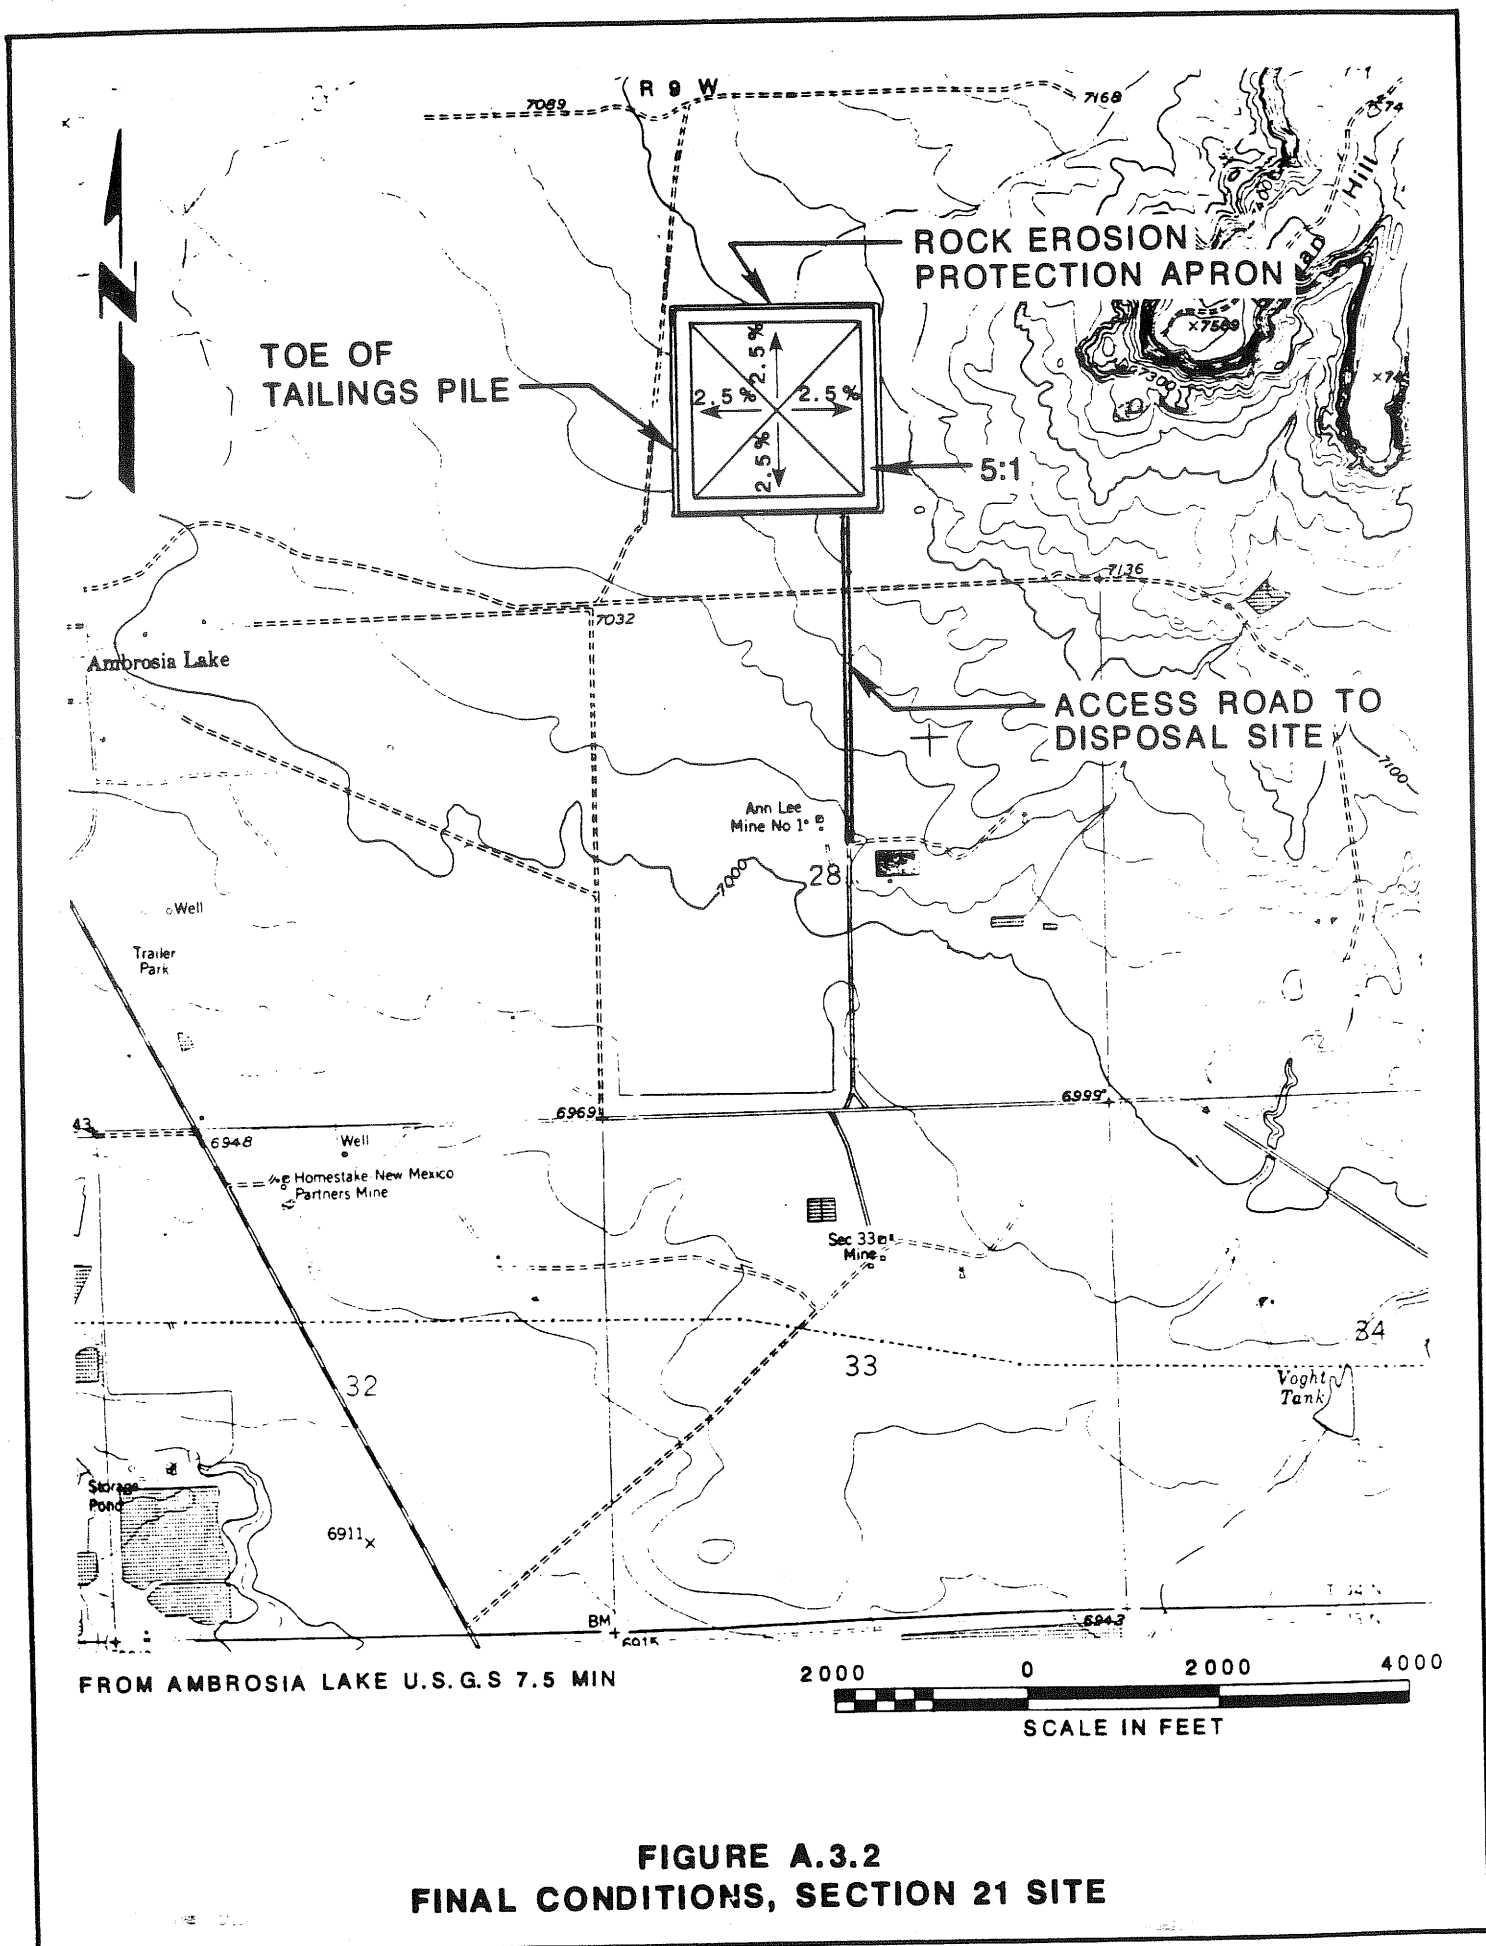 R 9 W
7089
7168
Hill
ROCK EROSION
PROTECTION APRON
×7569
7300
TOE OF
TAILINGS PILE
N
2.5%
2.5%
2.5%
2.5%
5:1
7136
7032
Ambrosia Lake
ACCESS ROAD TO
DISPOSAL SITE
7100
Ann Lee
Mine No 1
7000
28
Well
Trailer
Park
6969
6999
43
6948
Well
Homestake New Mexico
Partners Mine
Sec 33
Mine
34
33
32
Voght
Tank
Storage
Pond
6911
BM
6915
6943
FROM AMBROSIA LAKE U.S.G.S 7.5 MIN
2000 0 2000 4000
SCALE IN FEET
FIGURE A.3.2
FINAL CONDITIONS, SECTION 21 SITE